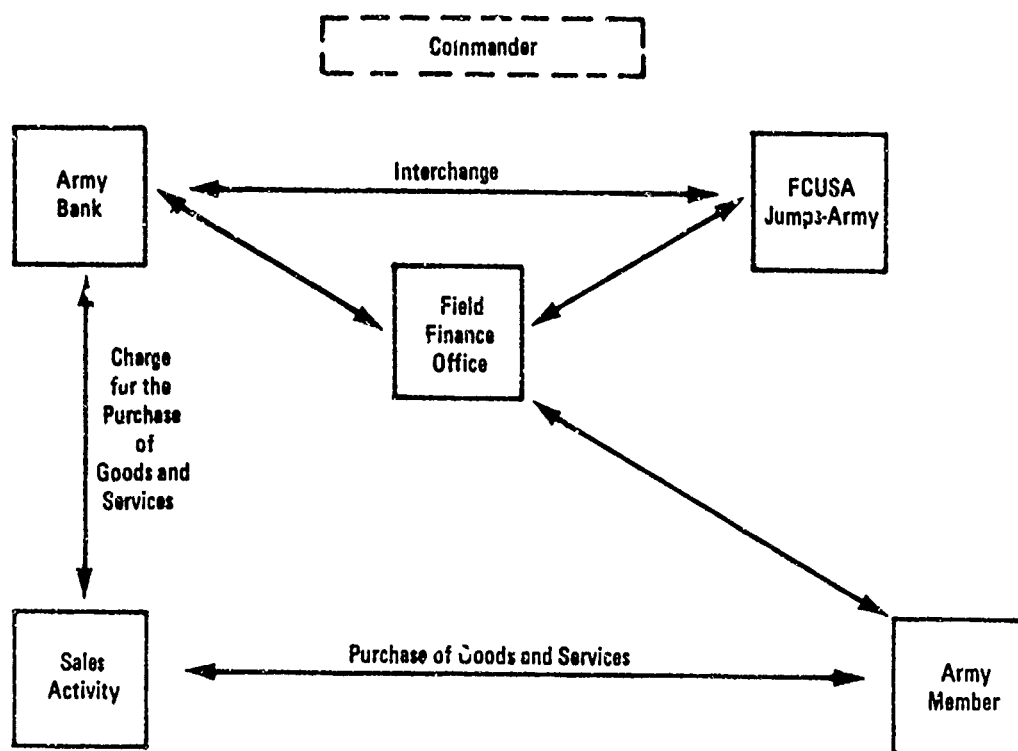 Commander
Army
Bank
Interchange
FCUSA
Jumps-Army
Field
Finance
Office
Charge
for the
Purchase
of
Goods and
Services
Sales
Activity
Purchase of Goods and Services
Army
Member